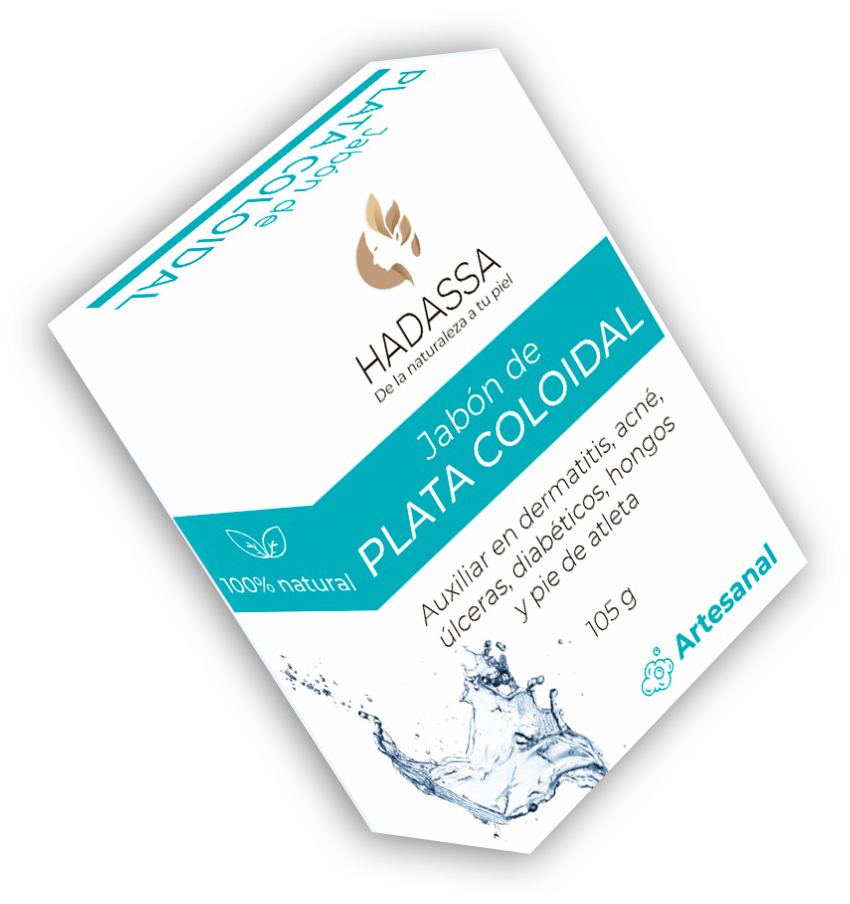 Jabón de
PLATA COLOIDAL
HADASSA
De la naturaleza a tu piel
Jabón de
PLATA COLOIDAL
100% natural
Auxiliar en dermatitis, acné,
úlceras, diabéticos, hongos
y pie de atleta
105 g
Artesanal